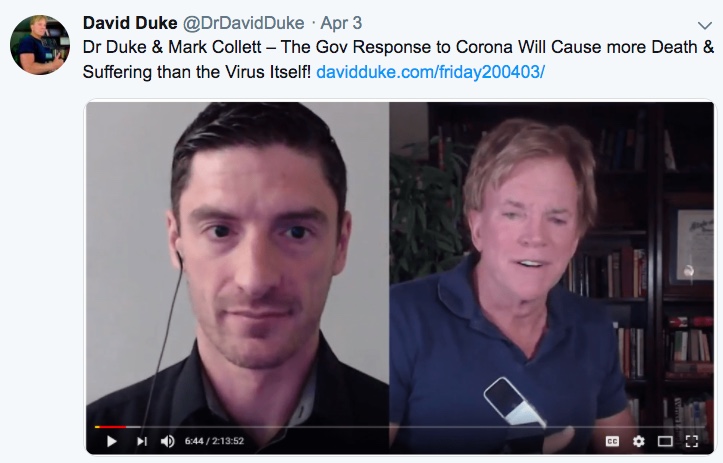 David Duke @DrDavidDuke · Apr 3
Dr Duke & Mark Collett – The Gov Response to Corona Will Cause more Death &
Suffering than the Virus Itself! davidduke.com/friday200403/
6:44 / 2:13:52
CC